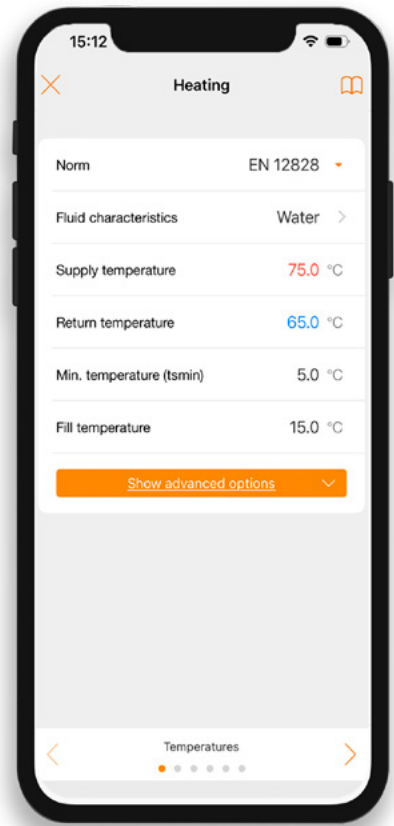 15:12
Heating
Norm EN 12828
Fluid characteristics Water
Supply temperature 75.0 °C
Return temperature 65.0 °C
Min. temperature (tsmin) 5.0 °C
Fill temperature 15.0 °C
Show advanced options
Temperatures